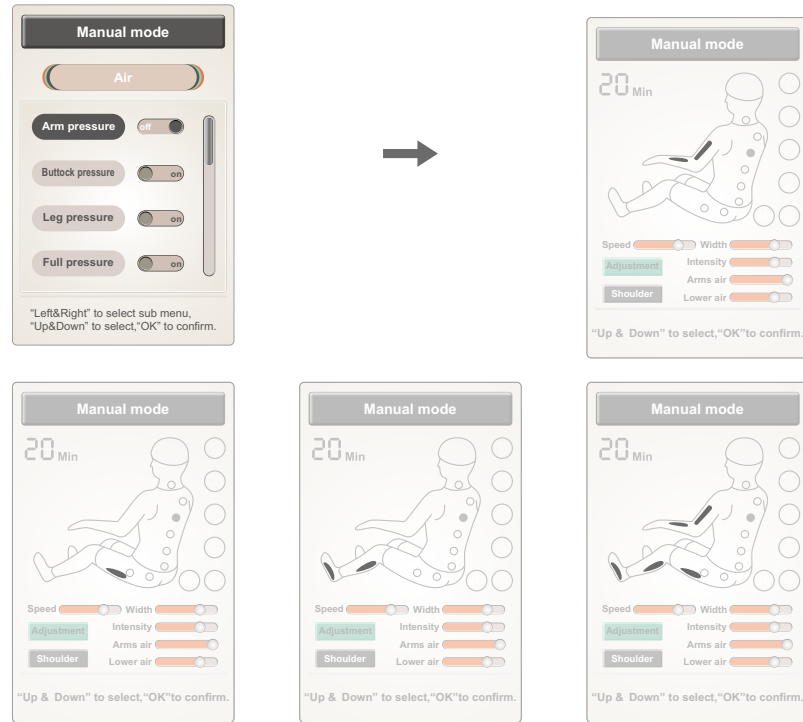 Manual mode
Air
Arm pressure off
Buttock pressure on
Leg pressure on
Full pressure on
“Left&Right” to select sub menu,
“Up&Down” to select,“OK” to confirm.
Manual mode
20 Min
Speed Width
Adjustment Intensity
Arms air
Shoulder Lower air
“Up & Down” to select,“OK”to confirm.
Manual mode
20 Min
Speed Width
Adjustment Intensity
Arms air
Shoulder Lower air
“Up & Down” to select,“OK”to confirm.
Manual mode
20 Min
Speed Width
Adjustment Intensity
Arms air
Shoulder Lower air
“Up & Down” to select,“OK”to confirm.
Manual mode
20 Min
Speed Width
Adjustment Intensity
Arms air
Shoulder Lower air
“Up & Down” to select,“OK”to confirm.